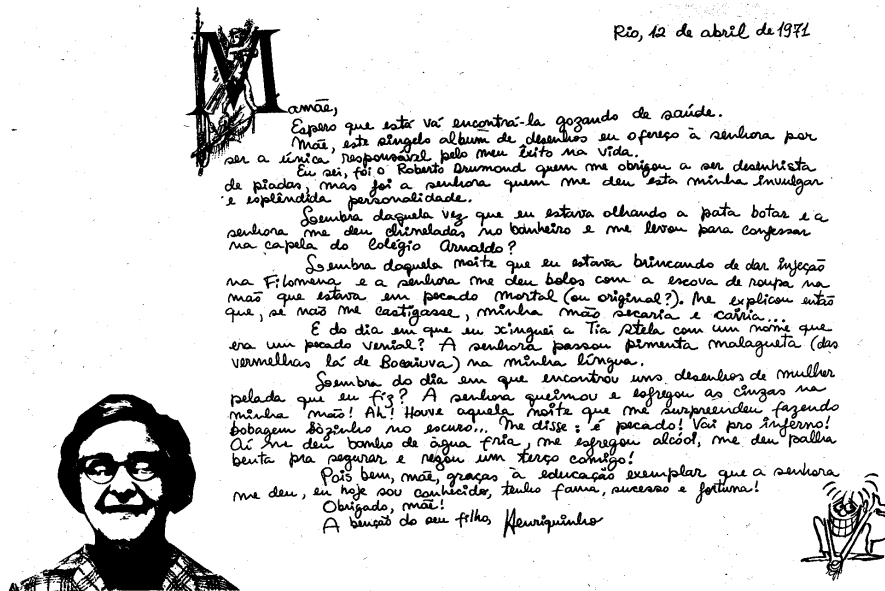 Rio, 12 de abril de 1971
Mamãe,
Espero que esta vá encontrá-la gozando de saúde.
Mãe, este singelo album de desenhos eu ofereço à senhora por
ser a única responsável pelo meu êxito na vida.
Eu sei, foi o Roberto Drumond quem me obrigou a ser desenhista
de piadas, mas foi a senhora quem me deu esta minha invulgar
e esplêndida personalidade.
Lembra daquela vez que eu estava olhando a pata botar e a
senhora me deu chineladas no banheiro e me levou para confessar
na capela do Colégio Arnaldo?
Lembra daquela noite que eu estava brincando de dar injeção
na Filomena e a senhora me deu bolos com a escova de roupa na
mão que estava em pecado mortal (ou original?). Me explicou então
que, se não me castigasse, minha mão secaria e cairia...
E do dia em que eu xinguei a Tia Stela com um nome que
era um pecado venial? A senhora passou pimenta malagueta (das
vermelhas lá de Bocaiuva) na minha língua.
Lembra do dia em que encontrou uns desenhos de mulher
pelada que eu fiz? A senhora queimou e esfregou as cinzas na
minha mão! Ah! Houve aquela noite que me surpreendeu fazendo
bobagem sòzinho no escuro... Me disse: é pecado! Vai pro inferno!
Aí me deu banho de água fria, me esfregou alcóol, me deu palha
benta pra segurar e rezou um terço comigo!
Pois bem, mãe, graças à educação exemplar que a senhora
me deu, eu hoje sou conhecido, tenho fama, sucesso e fortuna!
Obrigado, mãe!
A benção do seu filho, Henriquinho